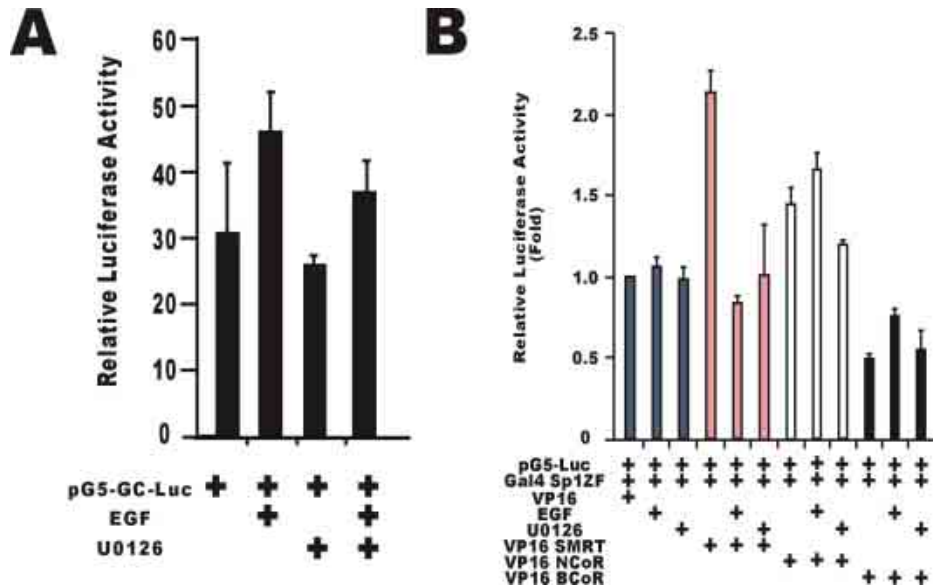 A
Relative Luciferase Activity
60
50
40
30
20
10
0
pG5-GC-Luc + + + +
EGF + +
U0126 + +
B
Relative Luciferase Activity
(Fold)
2.5
2.0
1.5
1.0
0.5
0
pG5-Luc + + + + + + + + + + + +
Gal4 Sp1ZF + + + + + + + + + + + +
VP16 +
EGF + + + +
U0126 + + + +
VP16 SMRT + + +
VP16 NCoR + + +
VP16 BCoR + + +